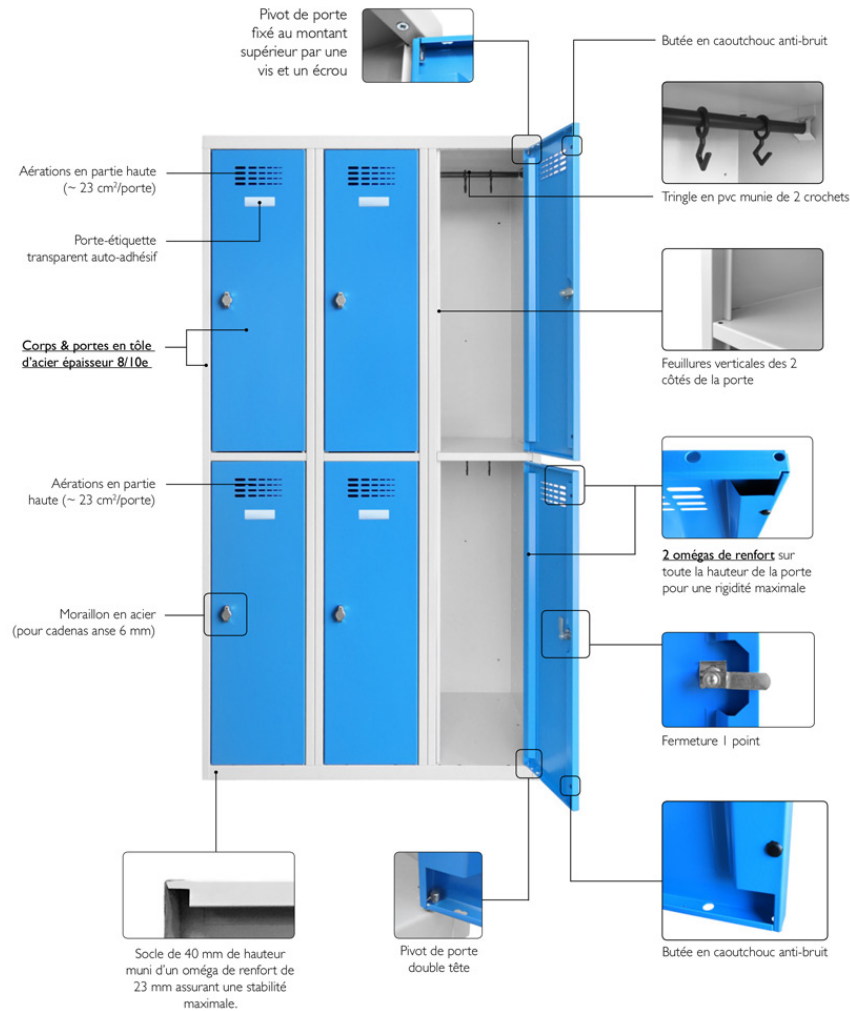 Pivot de porte
fixé au montant
supérieur par une
vis et un écrou
Butée en caoutchouc anti-bruit
Aérations en partie haute
(~ 23 cm²/porte)
Tringle en pvc munie de 2 crochets
Porte-étiquette
transparent auto-adhésif
Corps & portes en tôle
d'acier épaisseur 8/10e
Feuillures verticales des 2
côtés de la porte
Aérations en partie
haute (~ 23 cm²/porte)
2 omégas de renfort sur
toute la hauteur de la porte
pour une rigidité maximale
Moraillon en acier
(pour cadenas anse 6 mm)
Fermeture 1 point
Socle de 40 mm de hauteur
muni d'un oméga de renfort de
23 mm assurant une stabilité
maximale.
Pivot de porte
double tête
Butée en caoutchouc anti-bruit